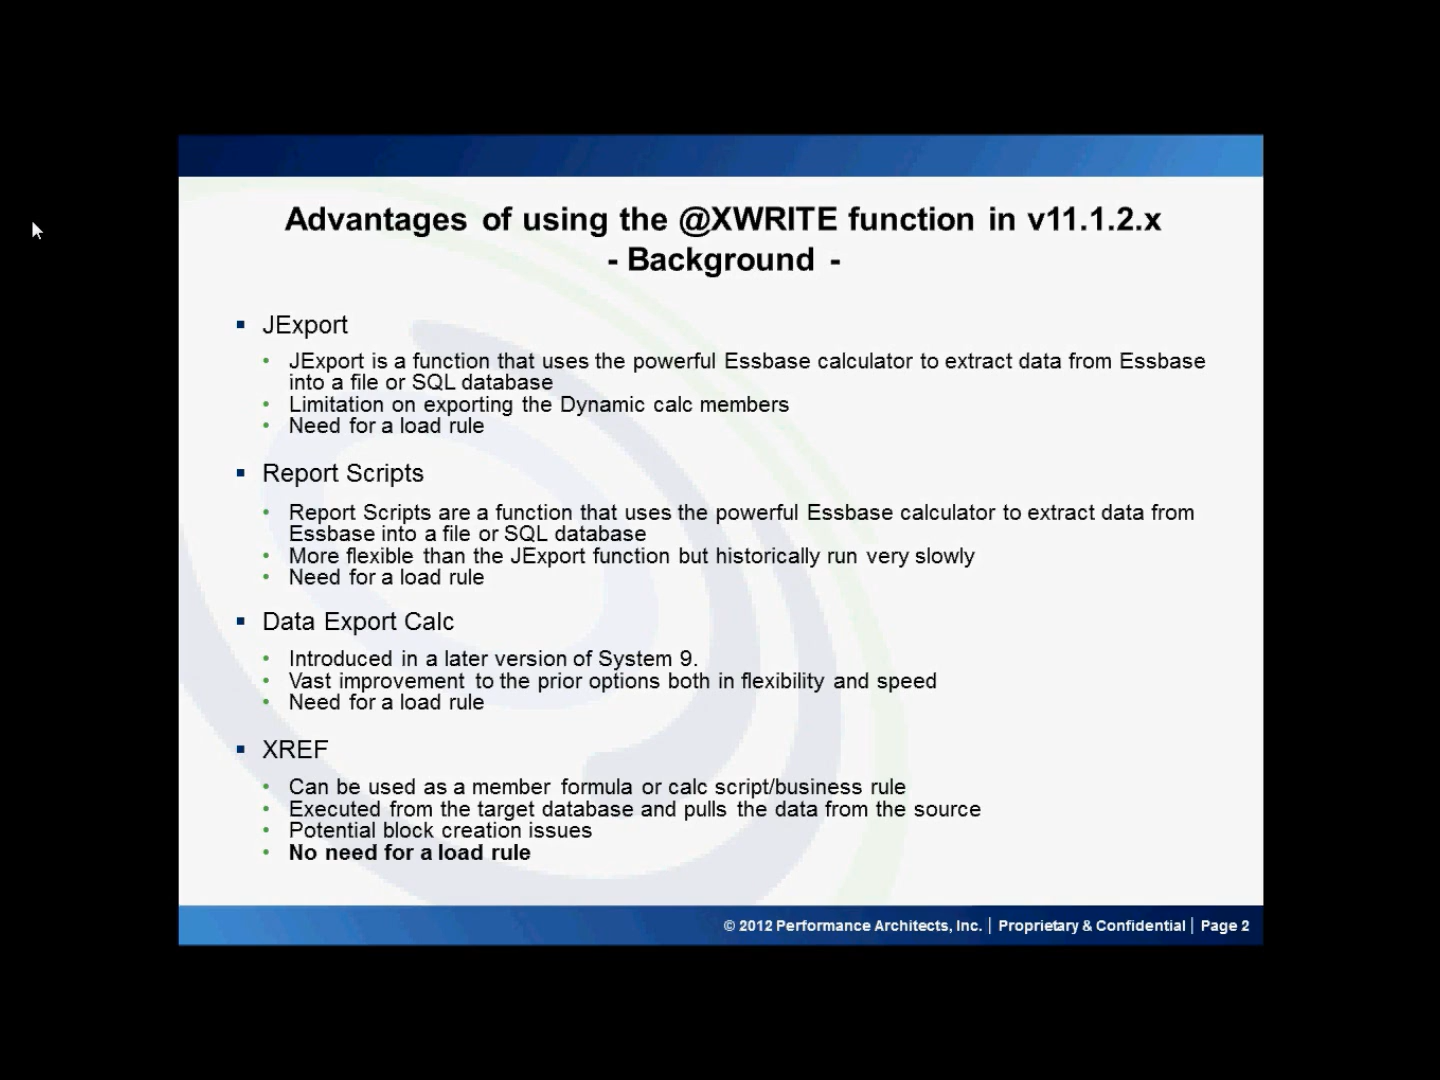 Advantages of using the @XWRITE function in v11.1.2.x
- Background -
▪ JExport
• JExport is a function that uses the powerful Essbase calculator to extract data from Essbase
into a file or SQL database
• Limitation on exporting the Dynamic calc members
• Need for a load rule
▪ Report Scripts
• Report Scripts are a function that uses the powerful Essbase calculator to extract data from
Essbase into a file or SQL database
• More flexible than the JExport function but historically run very slowly
• Need for a load rule
▪ Data Export Calc
• Introduced in a later version of System 9.
• Vast improvement to the prior options both in flexibility and speed
• Need for a load rule
▪ XREF
• Can be used as a member formula or calc script/business rule
• Executed from the target database and pulls the data from the source
• Potential block creation issues
• No need for a load rule
© 2012 Performance Architects, Inc. | Proprietary & Confidential | Page 2